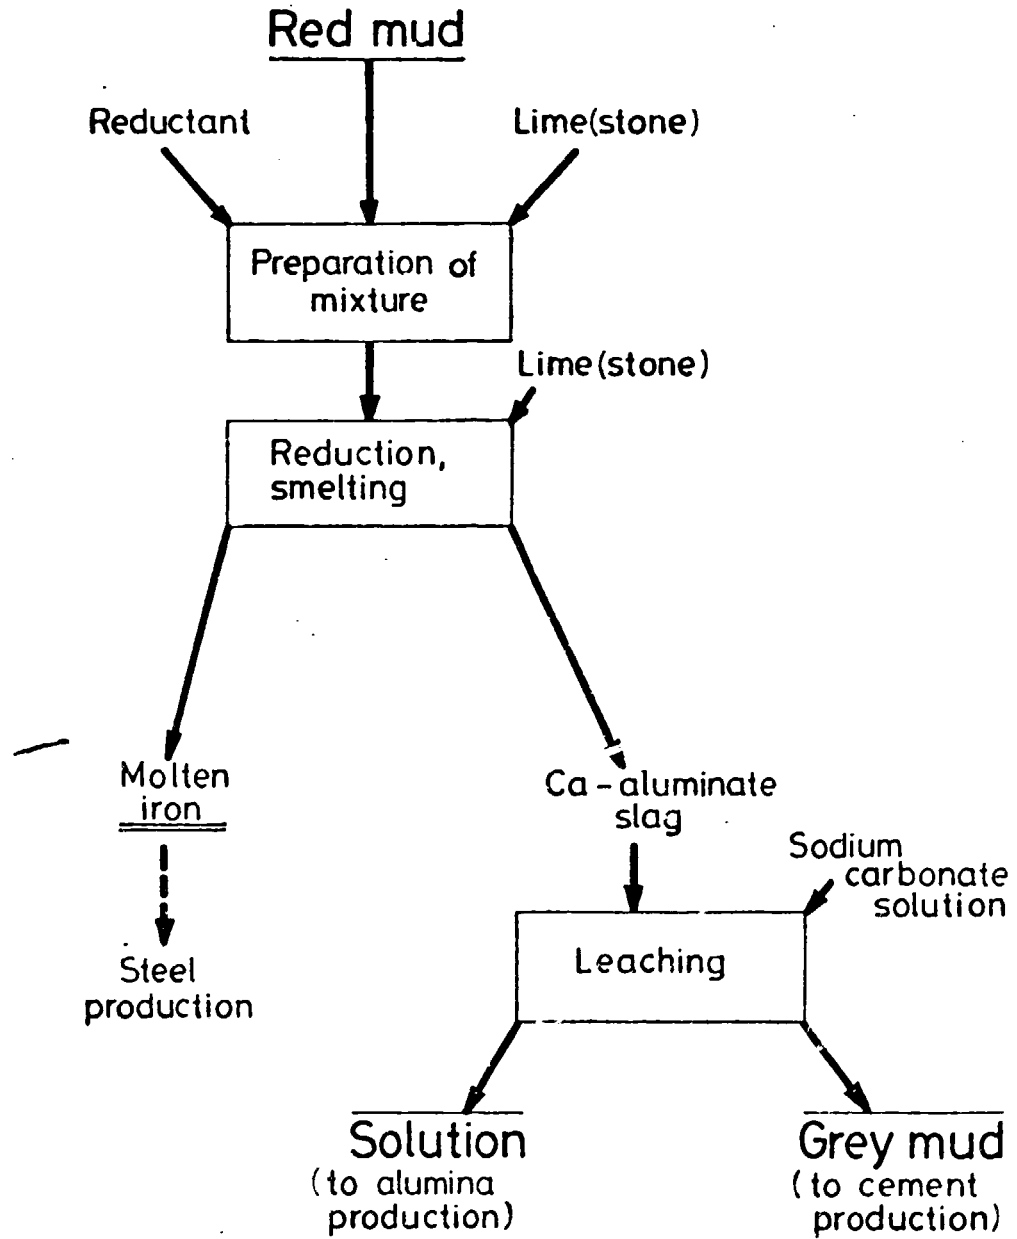 Red mud
Reductant
Lime(stone)
Preparation of
mixture
Lime(stone)
Reduction,
smelting
Molten
iron
Ca-aluminate
slag
Sodium
carbonate
solution
Steel
production
Leaching
Solution
(to alumina
production)
Grey mud
(to cement
production)